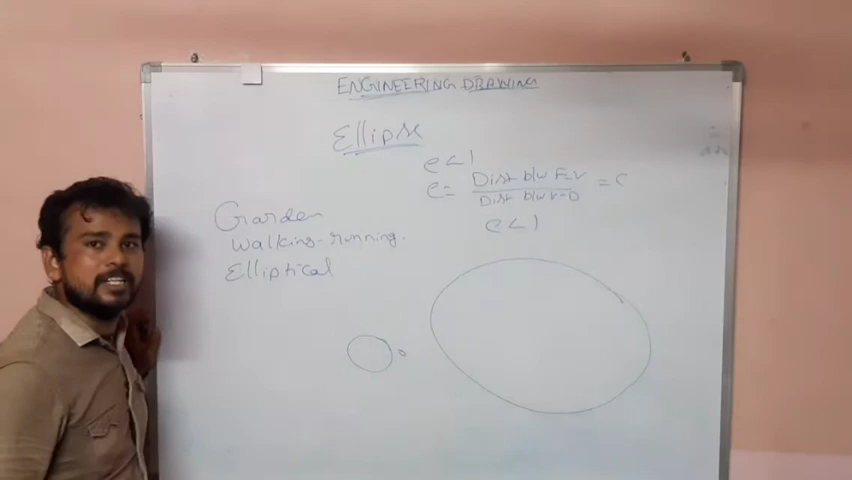 ENGINEERING DRAWING
Ellipse
e < 1
e = Dist b/w F-V
Dist b/w V-D
= C
e < 1
Garden
Walking-running.
Elliptical